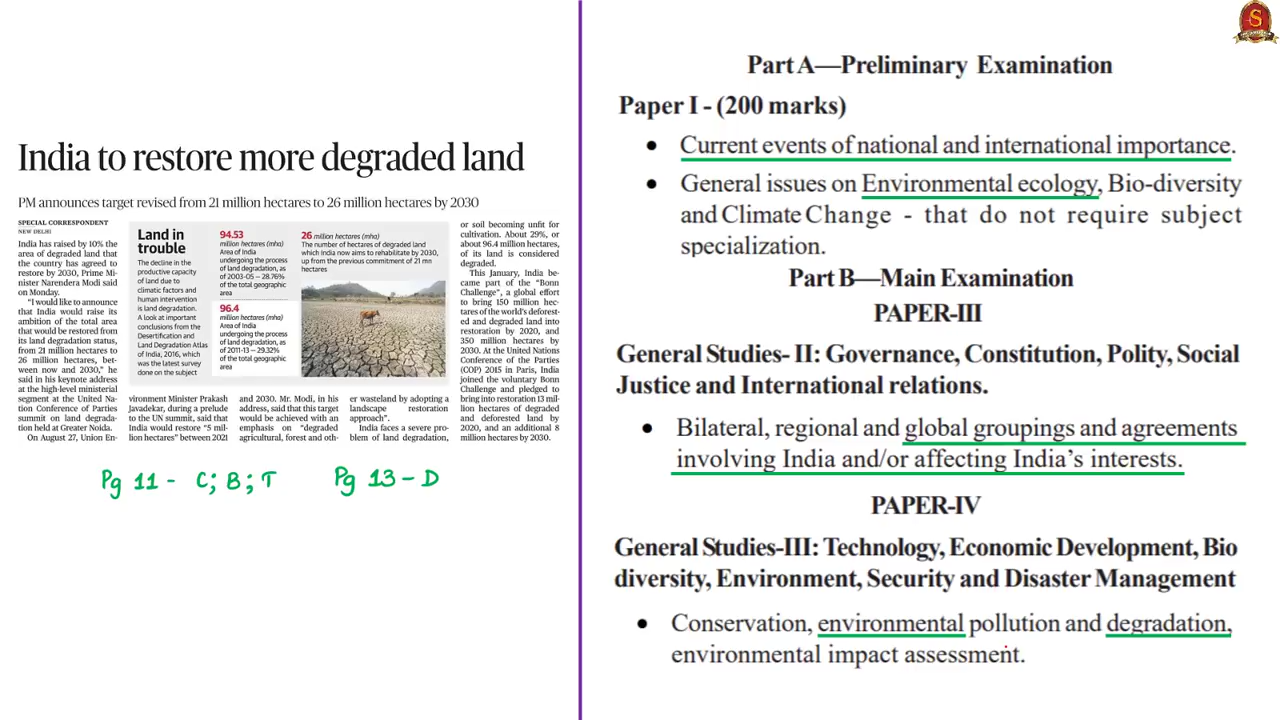 India to restore more degraded land
PM announces target revised from 21 million hectares to 26 million hectares by 2030
SPECIAL CORRESPONDENT
NEW DELHI
India has raised by 10% the
area of degraded land that
the country has agreed to
restore by 2030, Prime Mi-
nister Narendra Modi said
on Monday.
"I would like to announce
that India would raise its
ambition of the total area
that would be restored from
its land degradation status,
from 21 million hectares to
26 million hectares, bet-
ween now and 2030," he
said in his keynote address
at the high-level ministerial
segment at the United Na-
tion Conference of Parties
summit on land degrada-
tion held at Greater Noida.
On August 27, Union En-
Land in
trouble
The decline in the
productive capacity
of land due to
climatic factors and
human intervention
is land degradation.
A look at important
conclusions from the
Desertification and
Land Degradation Atlas
of India, 2016, which
was the latest survey
done on the subject
94.53
million hectares (mha)
Area of India
undergoing the process
of land degradation, as
of 2003-05 – 28.76%
of the total geographic
area
96.4
million hectares (mha)
Area of India
undergoing the process
of land degradation, as
of 2011-13 – 29.32%
of the total geographic
area
26 million hectares (mha)
The number of hectares of degraded land
which India now aims to rehabilitate by 2030,
up from the previous commitment of 21 mn
hectares
vironment Minister Prakash
Javadekar, during a prelude
to the UN summit, said that
India would restore "5 mil-
lion hectares" between 2021
and 2030. Mr. Modi, in his
address, said that this target
would be achieved with an
emphasis on "degraded
agricultural, forest and oth-
er wasteland by adopting a
landscape restoration
approach".
India faces a severe pro-
blem of land degradation,
or soil becoming unfit for
cultivation. About 29%, or
about 96.4 million hectares,
of its land is considered
degraded.
This January, India be-
came part of the "Bonn
Challenge", a global effort
to bring 150 million hec-
tares of the world's deforest-
ed and degraded land into
restoration by 2020, and
350 million hectares by
2030. At the United Nations
Conference of the Parties
(COP) 2015 in Paris, India
joined the voluntary Bonn
Challenge and pledged to
bring into restoration 13 mil-
lion hectares of degraded
and deforested land by
2020, and an additional 8
million hectares by 2030.
Pg 11 - C; B; T Pg 13 - D
Part A—Preliminary Examination
Paper I - (200 marks)
• Current events of national and international importance.
• General issues on Environmental ecology, Bio-diversity
and Climate Change - that do not require subject
specialization.
Part B—Main Examination
PAPER-III
General Studies- II: Governance, Constitution, Polity, Social
Justice and International relations.
• Bilateral, regional and global groupings and agreements
involving India and/or affecting India's interests.
PAPER-IV
General Studies-III: Technology, Economic Development, Bio
diversity, Environment, Security and Disaster Management
• Conservation, environmental pollution and degradation,
environmental impact assessment.